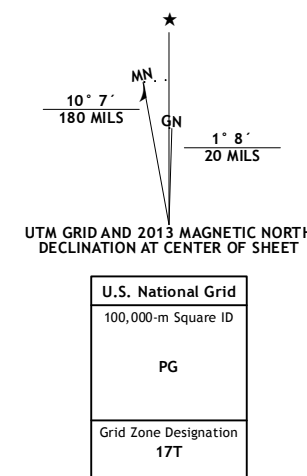 MN
10° 7´
180 MILS
GN
1° 8´
20 MILS
UTM GRID AND 2013 MAGNETIC NORTH
DECLINATION AT CENTER OF SHEET
U.S. National Grid
100,000-m Square ID
PG
Grid Zone Designation
17T